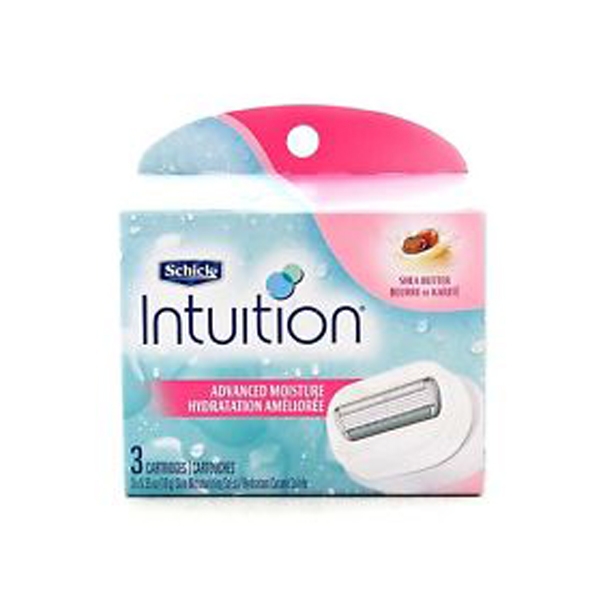 Schick
Intuition®
SHEA BUTTER
BEURRE DE KARITÉ
ADVANCED MOISTURE
HYDRATATION AMÉLIORÉE
3 CARTRIDGES | CARTOUCHES